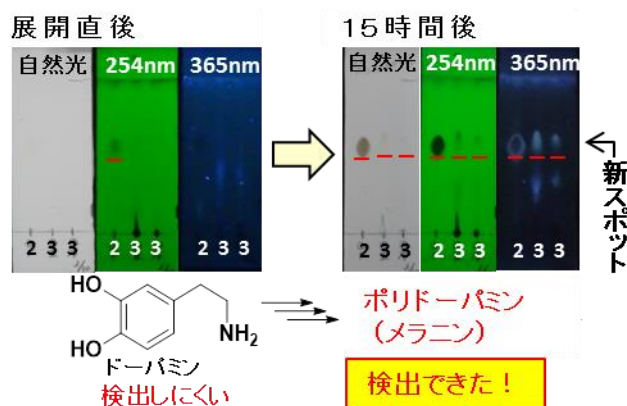 展開直後
15時間後
自然光 254nm 365nm
自然光 254nm 365nm
2 3 3 2 3 3 2 3 3
2 3 3 2 3 3 2 3 3
新スポット
HO
HO
NH2
ドーパミン
検出しにくい
ポリドーパミン
(メラニン)
検出できた!